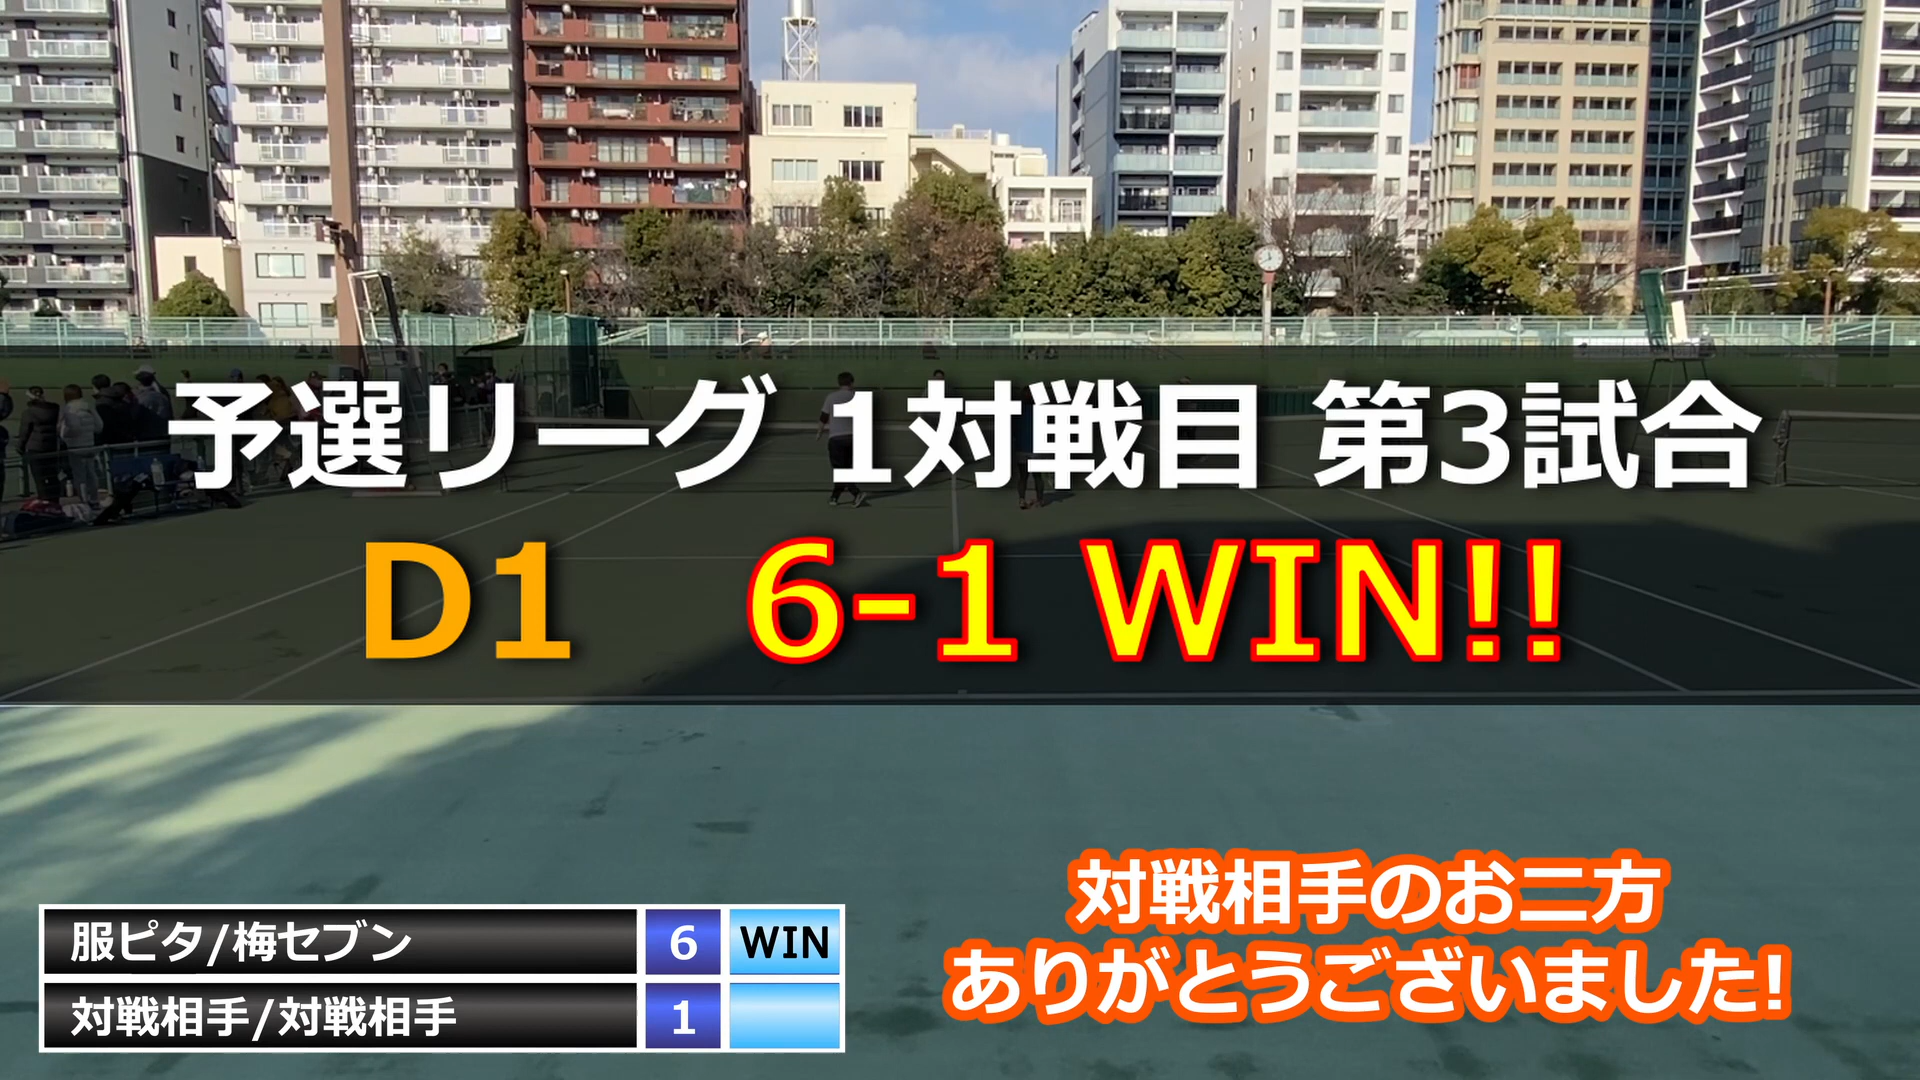 予選リーグ 1対戦目 第3試合
D1 6-1 WIN!!
対戦相手のお二方
ありがとうございました!
服ピタ/梅セブン 6 WIN
対戦相手/対戦相手 1